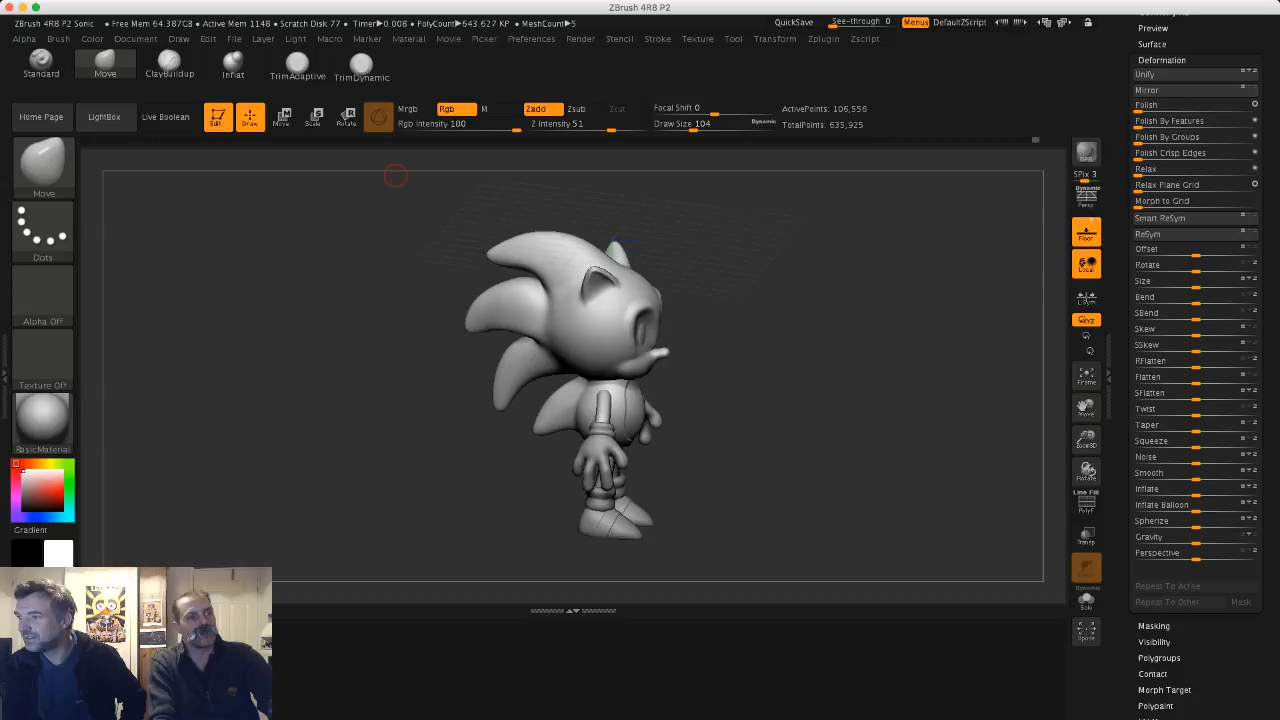 ZBrush 4R8 P2
ZBrush 4R8 P2 Sonic • Free Mem 64.387GB • Active Mem 1148 • Scratch Disk 77 • Timer▶0.008 • PolyCount▶643.627 KP • MeshCount▶5
QuickSave See-through 0 Menus DefaultZScript
Alpha Brush Color Document Draw Edit File Layer Light Macro Marker Material Movie Picker Preferences Render Stencil Stroke Texture Tool Transform Zplugin Zscript
Standard Move ClayBuildup Inflat TrimAdaptive TrimDynamic
Home Page LightBox Live Boolean Edit Draw Move Scale Rotate
Mrgb Rgb M Zadd Zsub Zcut
Rgb Intensity 100 Z Intensity 51
Focal Shift 0
Draw Size 104 Dynamic
ActivePoints: 106,556
TotalPoints: 635,925
Move
Dots
Alpha Off
Texture Off
BasicMaterial
Gradient
BPR
SPix 3
Dynamic
Persp
Floor
Local
L.Sym
XYZ
Frame
Move
Zoom3D
Rotate
Line Fill
PolyF
Transp
Dynamic
Solo
Xpose
Preview
Surface
Deformation
Unify
Mirror
Polish
Polish By Features
Polish By Groups
Polish Crisp Edges
Relax
Relax Plane Grid
Morph to Grid
Smart ReSym
ReSym
Offset
Rotate
Size
Bend
SBend
Skew
SSkew
RFlatten
Flatten
SFlatten
Twist
Taper
Squeeze
Noise
Smooth
Inflate
Inflate Balloon
Spherize
Gravity
Perspective
Repeat To Active
Repeat To Other Mask
Masking
Visibility
Polygroups
Contact
Morph Target
Polypaint